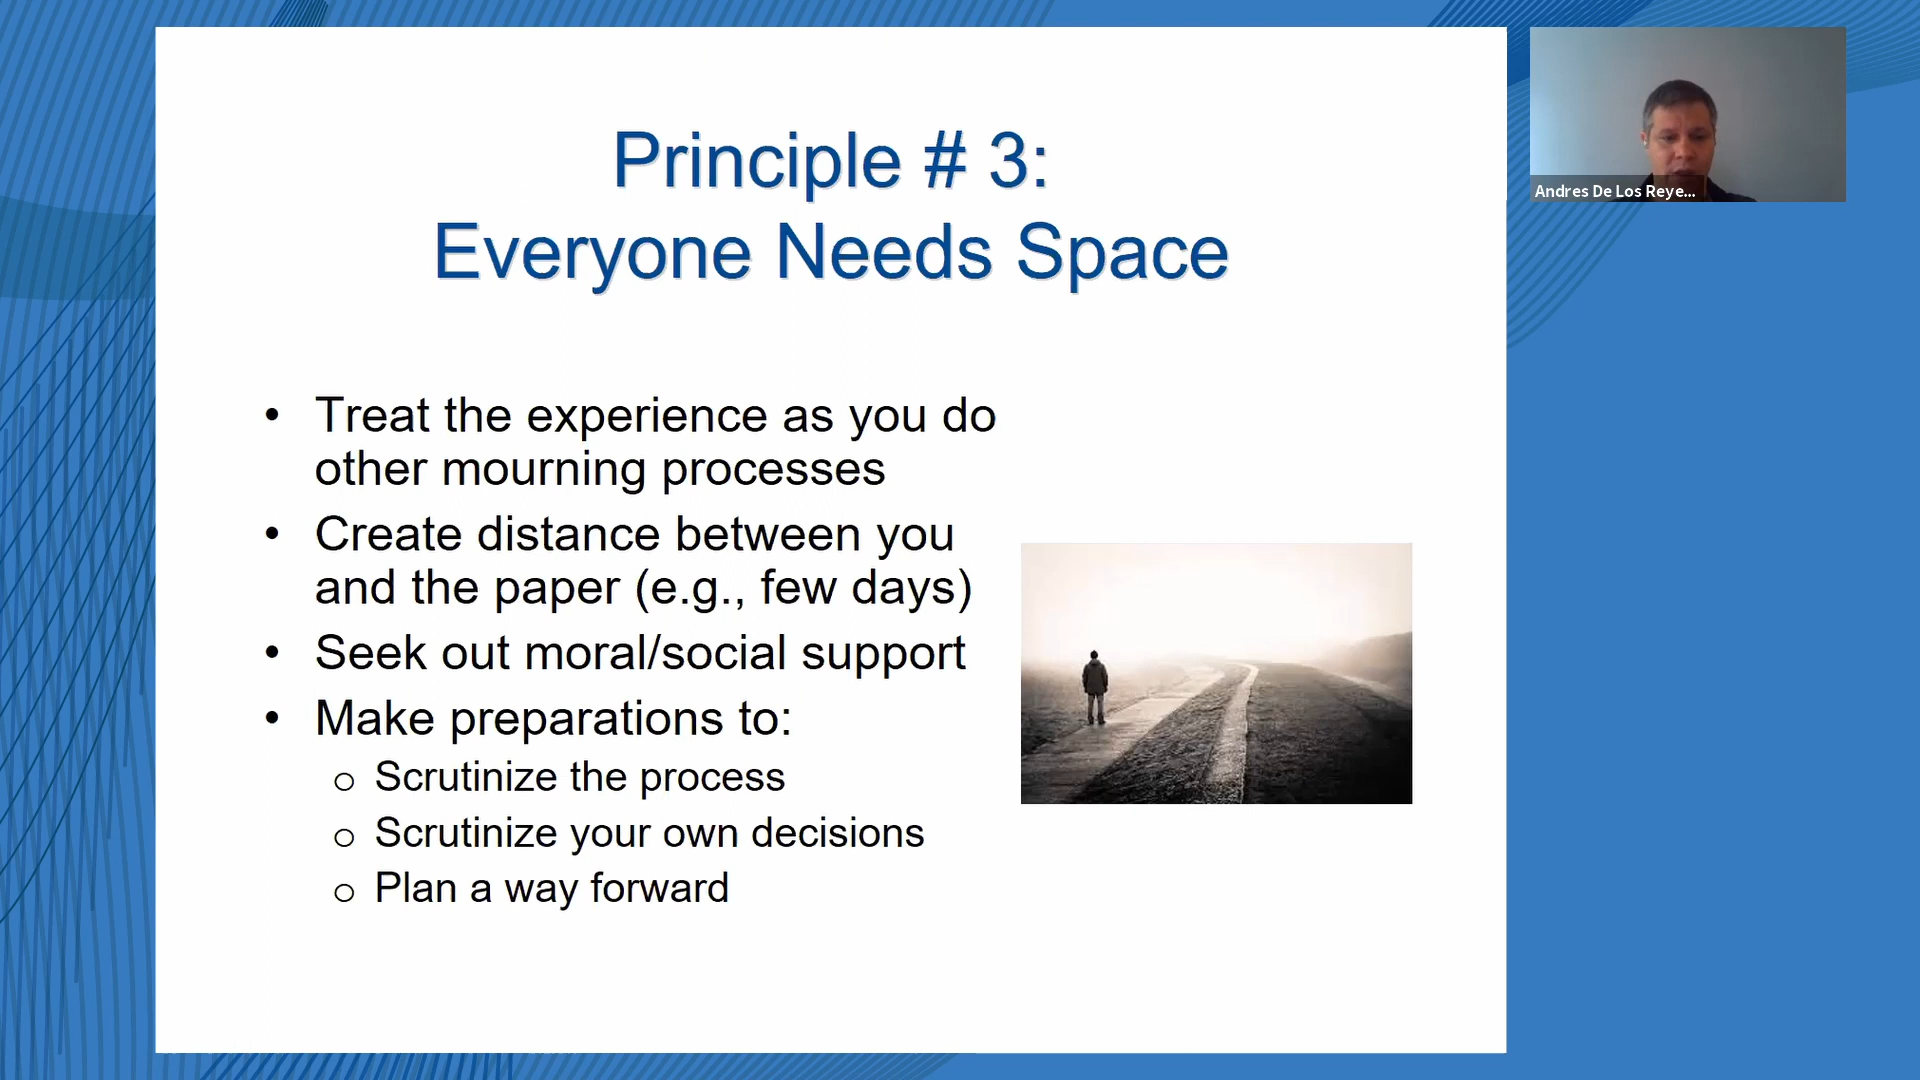 Principle # 3:
Everyone Needs Space
• Treat the experience as you do
other mourning processes
• Create distance between you
and the paper (e.g., few days)
• Seek out moral/social support
• Make preparations to:
o Scrutinize the process
o Scrutinize your own decisions
o Plan a way forward
Andres De Los Reye...